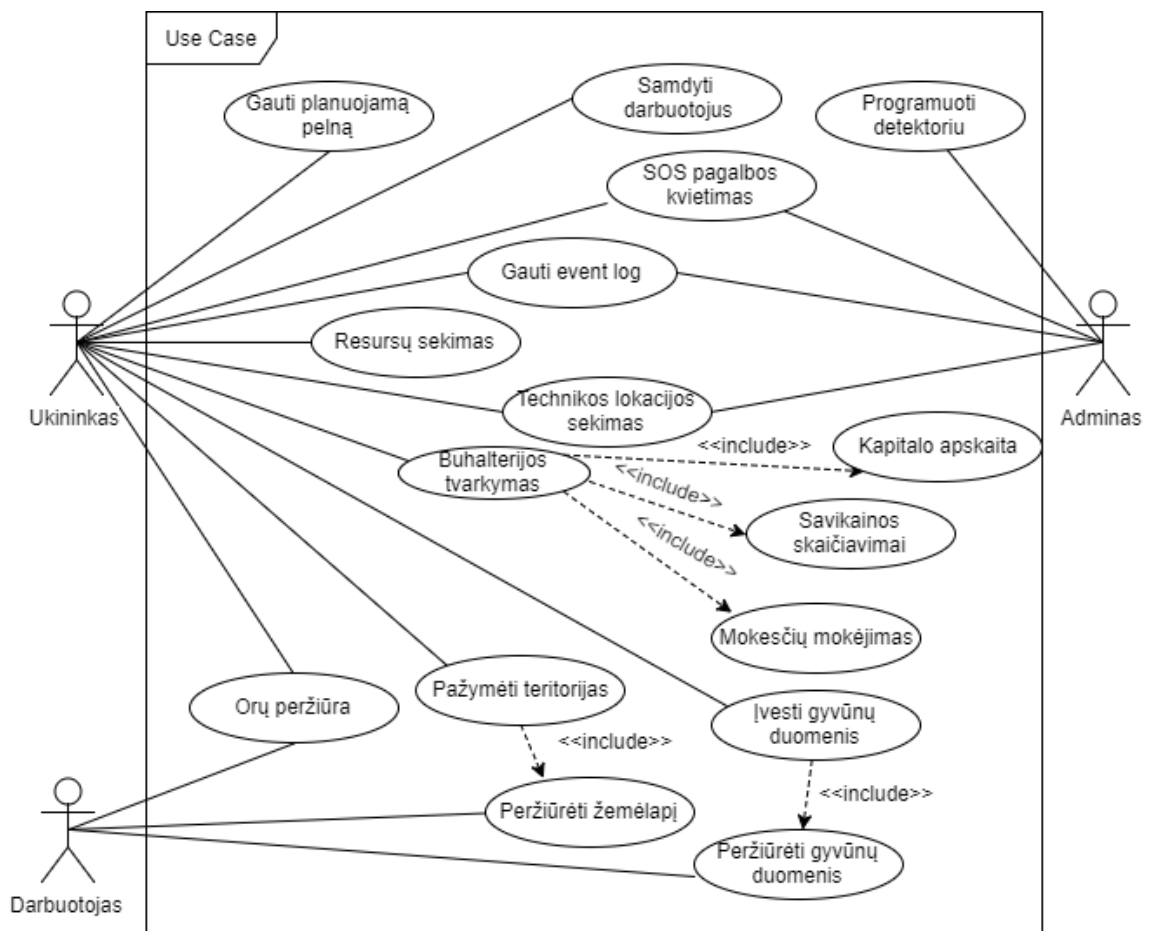 Use Case
Gauti planuojamą
pelną
Samdyti
darbuotojus
Programuoti
detektoriu
SOS pagalbos
kvietimas
Gauti event log
Resursų sekimas
Ukininkas
Adminas
Technikos lokacijos
sekimas
<<include>>
Kapitalo apskaita
Buhalterijos
tvarkymas
<<include>>
Savikainos
skaičiavimai
<<include>>
Mokesčių mokėjimas
Orų peržiūra
Pažymėti teritorijas
Įvesti gyvūnų
duomenis
<<include>>
<<include>>
Peržiūrėti žemėlapį
Peržiūrėti gyvūnų
duomenis
Darbuotojas